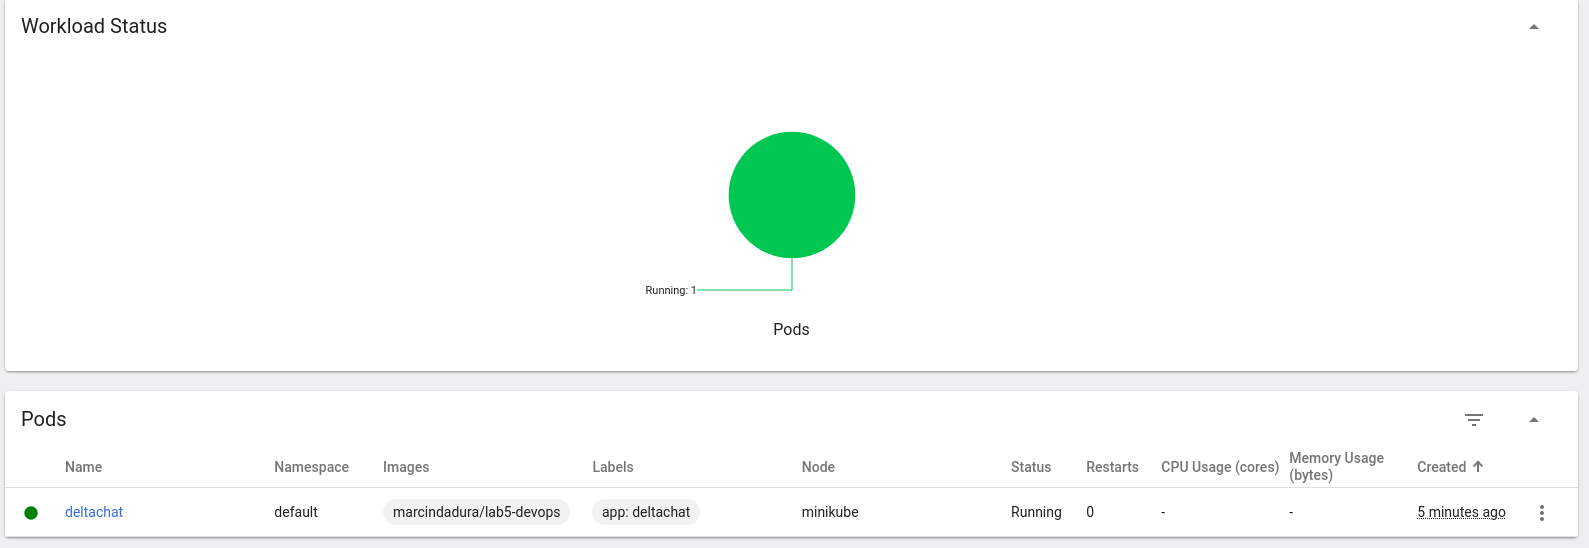 Workload Status
Running: 1
Pods
Pods
Name Namespace Images Labels Node Status Restarts CPU Usage (cores) Memory Usage (bytes) Created
deltachat default marcindadura/lab5-devops app: deltachat minikube Running 0 - - 5 minutes ago